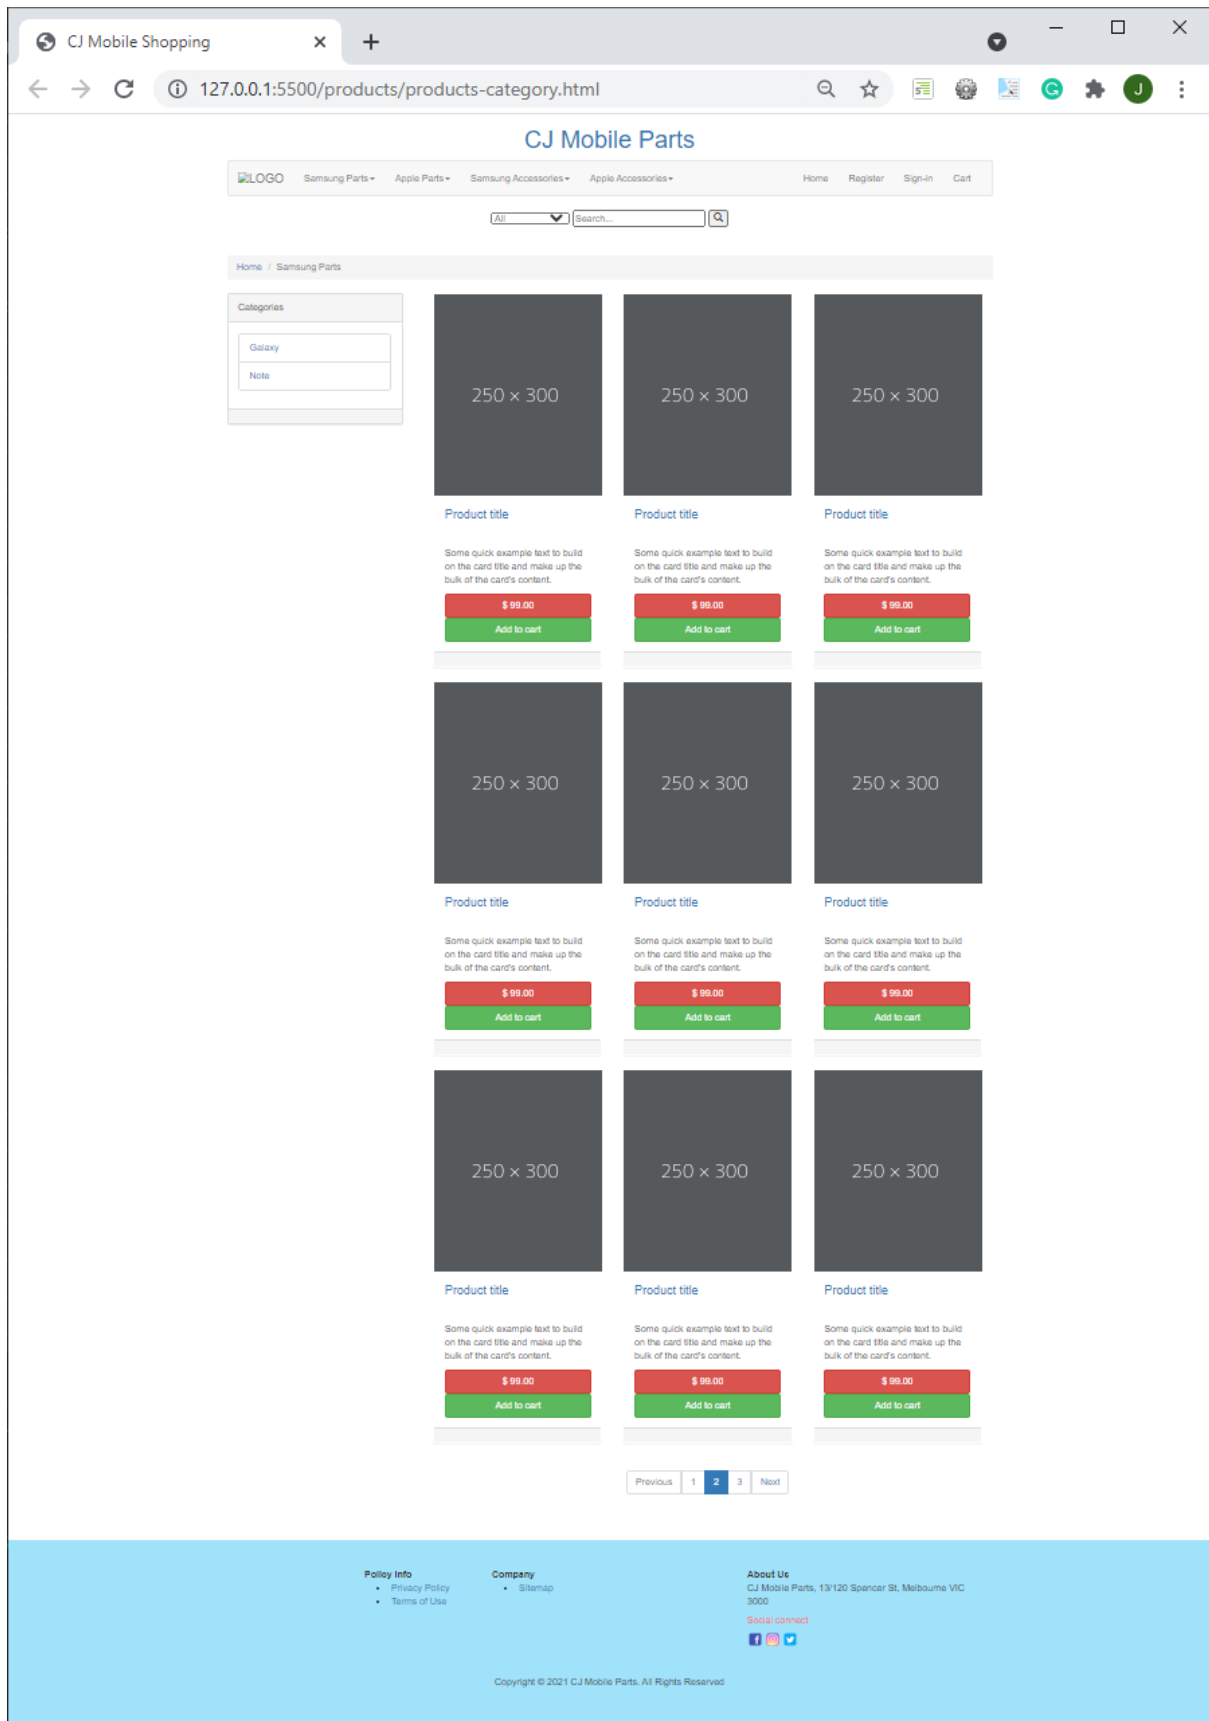 CJ Mobile Shopping
127.0.0.1:5500/products/products-category.html
J
CJ Mobile Parts
LOGO Samsung Parts Apple Parts Samsung Accessories Apple Accessories Home Register Sign-in Cart
All Search...
Home / Samsung Parts
Categories
Galaxy
Note
250 × 300 250 × 300 250 × 300
Product title Product title Product title
Some quick example text to build Some quick example text to build Some quick example text to build
on the card title and make up the on the card title and make up the on the card title and make up the
bulk of the card's content. bulk of the card's content. bulk of the card's content.
$ 99.00 $ 99.00 $ 99.00
Add to cart Add to cart Add to cart
250 × 300 250 × 300 250 × 300
Product title Product title Product title
Some quick example text to build Some quick example text to build Some quick example text to build
on the card title and make up the on the card title and make up the on the card title and make up the
bulk of the card's content. bulk of the card's content. bulk of the card's content.
$ 99.00 $ 99.00 $ 99.00
Add to cart Add to cart Add to cart
250 × 300 250 × 300 250 × 300
Product title Product title Product title
Some quick example text to build Some quick example text to build Some quick example text to build
on the card title and make up the on the card title and make up the on the card title and make up the
bulk of the card's content. bulk of the card's content. bulk of the card's content.
$ 99.00 $ 99.00 $ 99.00
Add to cart Add to cart Add to cart
Previous 1 2 3 Next
Policy Info
Privacy Policy
Terms of Use
Company
Sitemap
About Us
CJ Mobile Parts, 13/120 Spencer St, Melbourne VIC
3000
Social connect
Copyright © 2021 CJ Mobile Parts. All Rights Reserved